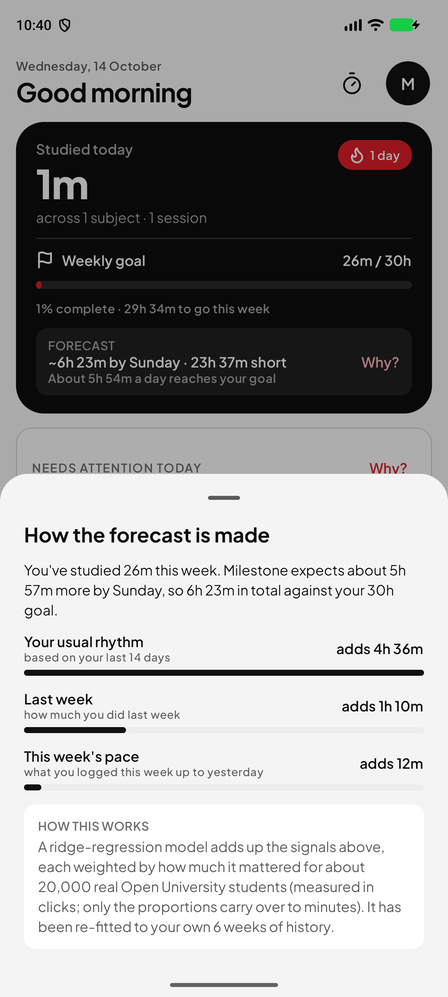 10:40
Wednesday, 14 October
Good morning
M
Studied today
1 day
1m
across 1 subject · 1 session
Weekly goal
26m / 30h
1% complete · 29h 34m to go this week
FORECAST
~6h 23m by Sunday · 23h 37m short
Why?
About 5h 54m a day reaches your goal
NEEDS ATTENTION TODAY
Why?
How the forecast is made
You've studied 26m this week. Milestone expects about 5h
57m more by Sunday, so 6h 23m in total against your 30h
goal.
Your usual rhythm
adds 4h 36m
based on your last 14 days
Last week
adds 1h 10m
how much you did last week
This week's pace
adds 12m
what you logged this week up to yesterday
HOW THIS WORKS
A ridge-regression model adds up the signals above,
each weighted by how much it mattered for about
20,000 real Open University students (measured in
clicks; only the proportions carry over to minutes). It has
been re-fitted to your own 6 weeks of history.